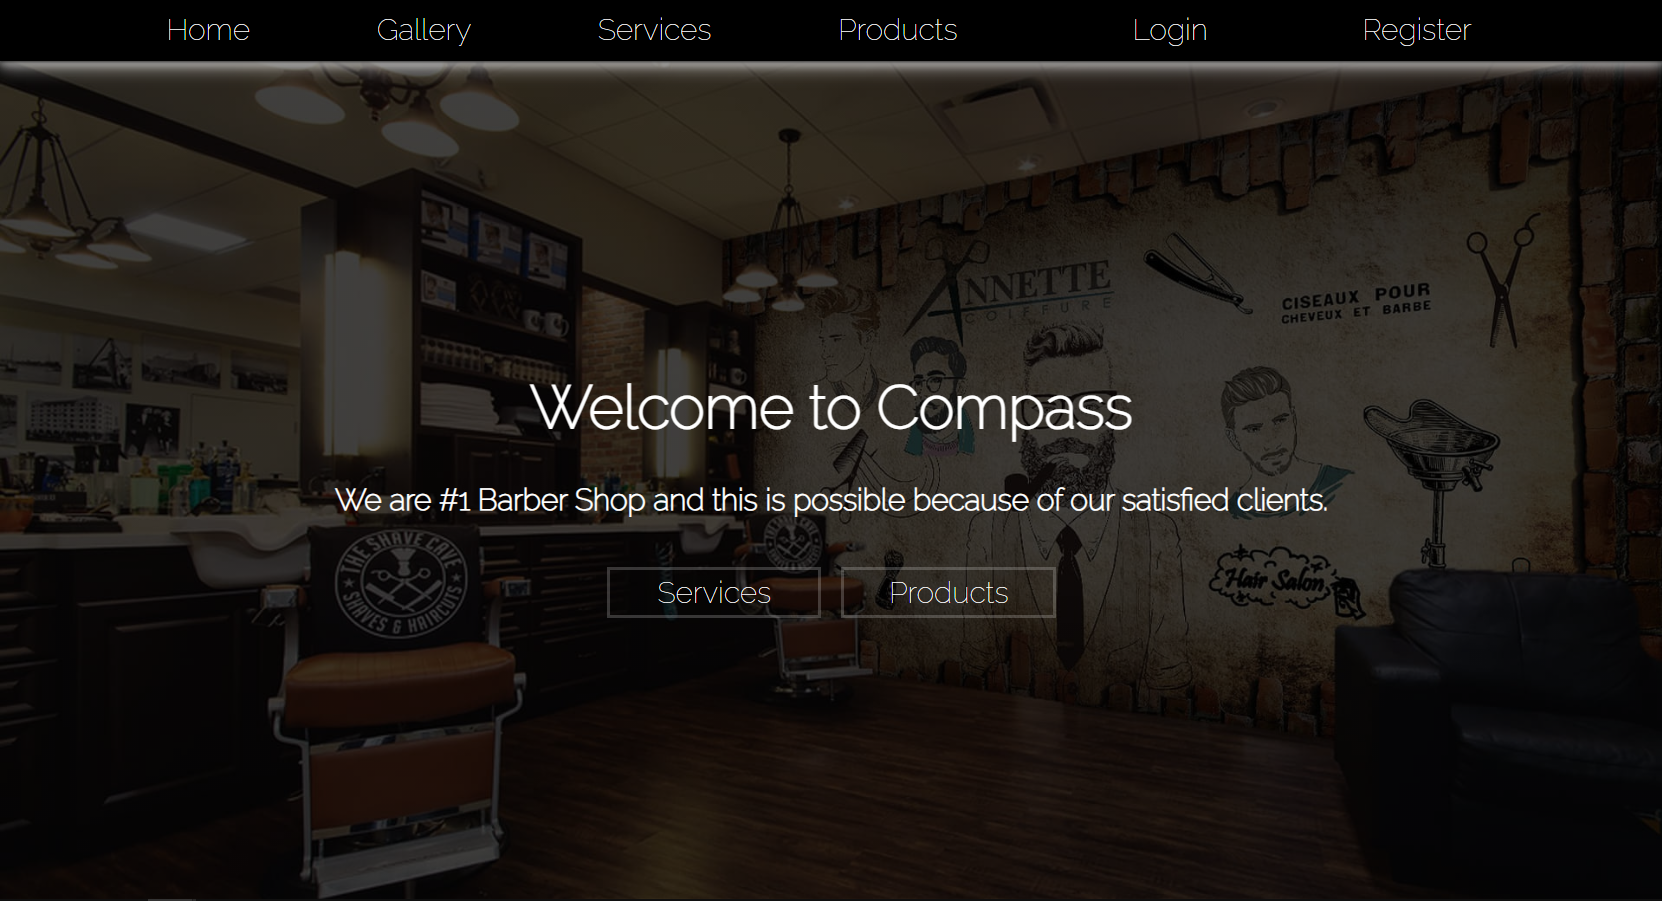 Home Gallery Services Products Login Register
ANNETTE
COIFFURE
CISEAUX POUR
CHEVEUX ET BARBE
Welcome to Compass
We are #1 Barber Shop and this is possible because of our satisfied clients.
THE SHAVE CAVE
SHAVES & HAIRCUTS
Services Products
Hair Salon